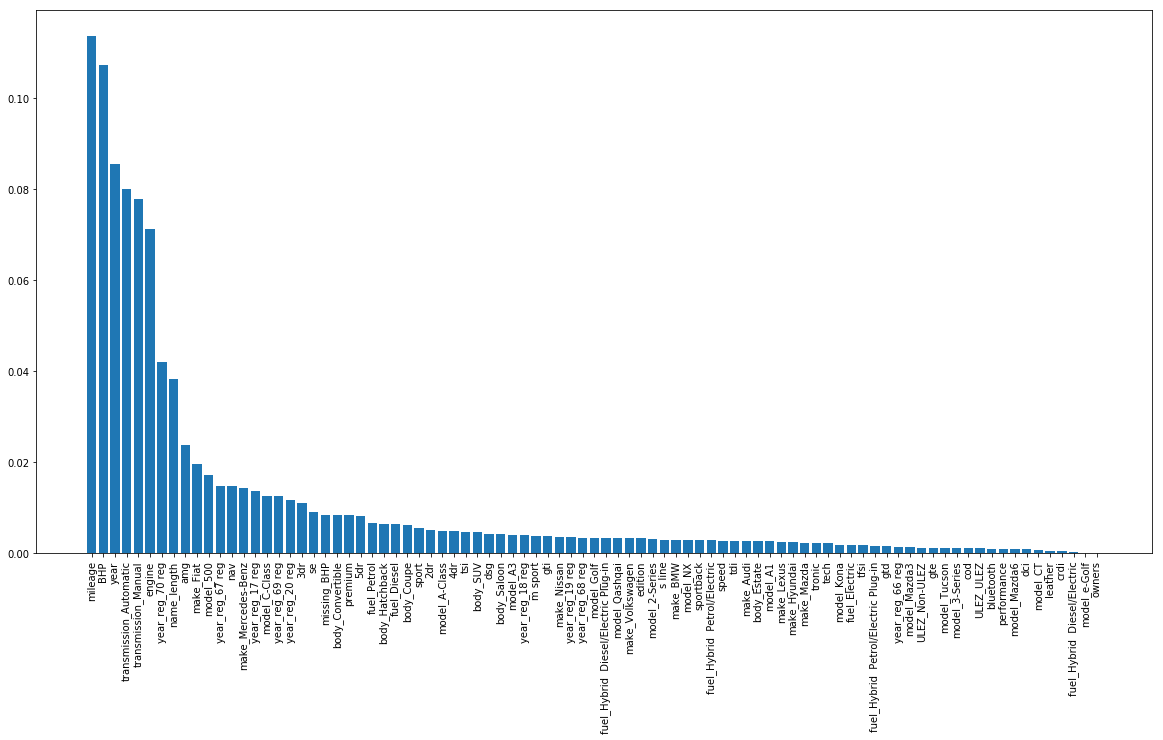 0.10
0.08
0.06
0.04
0.02
0.00
mileage
BHP
year
transmission_Automatic
transmission_Manual
engine
year_reg_70 reg
name_length
amg
make_Fiat
model_500
year_reg_67 reg
nav
make_Mercedes-Benz
year_reg_17 reg
model_C-Class
year_reg_69 reg
year_reg_20 reg
3dr
se
missing_BHP
body_Convertible
premium
5dr
fuel_Petrol
body_Hatchback
fuel_Diesel
body_Coupe
sport
2dr
model_A-Class
4dr
tsi
body_SUV
dsg
body_Saloon
model_A3
year_reg_18 reg
m sport
gti
make_Nissan
year_reg_19 reg
year_reg_68 reg
model_Golf
fuel_Hybrid  Diesel/Electric Plug-in
model_Qashqai
make_Volkswagen
edition
model_2-Series
s line
make_BMW
model_NX
sportback
fuel_Hybrid  Petrol/Electric
speed
tdi
make_Audi
body_Estate
model_A1
make_Lexus
make_Hyundai
make_Mazda
tronic
tech
model_Kona
fuel_Electric
tfsi
fuel_Hybrid  Petrol/Electric Plug-in
gtd
year_reg_66 reg
model_Mazda3
ULEZ_Non-ULEZ
gte
model_Tucson
model_3-Series
roof
ULEZ_ULEZ
bluetooth
performance
model_Mazda6
dci
model_CT
leather
crdi
fuel_Hybrid  Diesel/Electric
model_e-Golf
owners